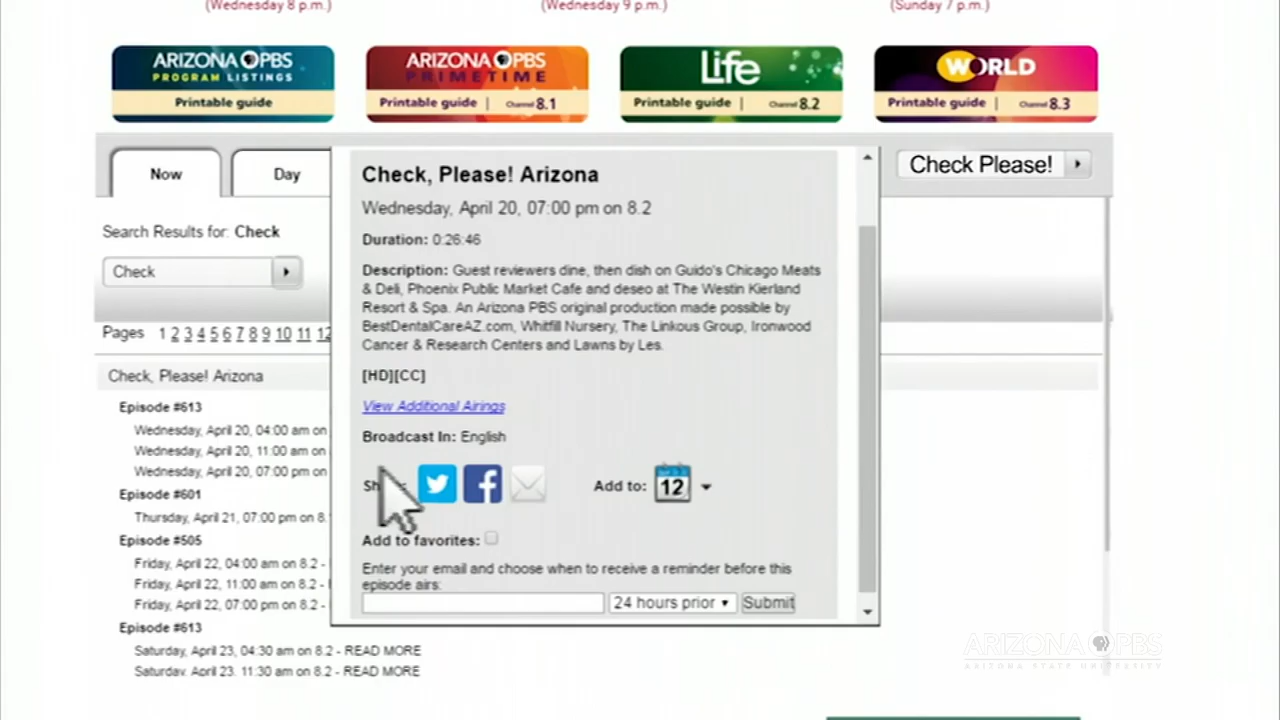 (Wednesday 8 p.m.)
(Wednesday 9 p.m.)
(Sunday 7 p.m.)
ARIZONA PBS
PROGRAM LISTINGS
Printable guide
ARIZONA PBS
PRIMETIME
Printable guide | Channel 8.1
Life
Printable guide | Channel 8.2
WORLD
Printable guide | Channel 8.3
Now
Day
Check Please!
Search Results for: Check
Check
Pages 1 2 3 4 5 6 7 8 9 10 11 12
Check, Please! Arizona
Episode #613
Wednesday, April 20, 04:00 am on
Wednesday, April 20, 11:00 am on
Wednesday, April 20, 07:00 pm on
Episode #601
Thursday, April 21, 07:00 pm on 8.
Episode #505
Friday, April 22, 04:00 am on 8.2 -
Friday, April 22, 11:00 am on 8.2 -
Friday, April 22, 07:00 pm on 8.2 -
Episode #613
Saturday, April 23, 04:30 am on 8.2 - READ MORE
Saturday, April 23, 11:30 am on 8.2 - READ MORE
Check, Please! Arizona
Wednesday, April 20, 07:00 pm on 8.2
Duration: 0:26:46
Description: Guest reviewers dine, then dish on Guido's Chicago Meats
& Deli, Phoenix Public Market Cafe and deseo at The Westin Kierland
Resort & Spa. An Arizona PBS original production made possible by
BestDentalCareAZ.com, Whitfill Nursery, The Linkous Group, Ironwood
Cancer & Research Centers and Lawns by Les.
[HD][CC]
View Additional Airings
Broadcast In: English
Add to: 12
Add to favorites:
Enter your email and choose when to receive a reminder before this
episode airs:
24 hours prior
Submit
ARIZONA PBS
ARIZONA STATE UNIVERSITY